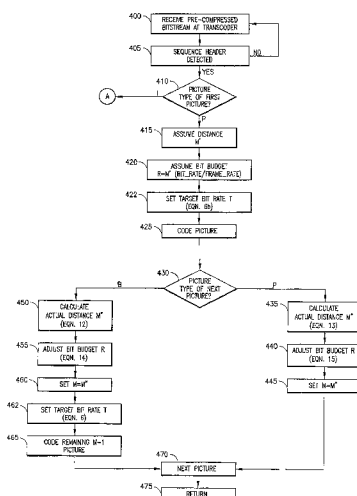 400
RECEIVE PRE-COMPRESSED
BITSTREAM AT TRANSCODER
405
SEQUENCE HEADER
DETECTED
NO
YES
410
PICTURE
TYPE OF FIRST
PICTURE?
A
I
P
415
ASSUME DISTANCE
M'
420
ASSUME BIT BUDGET
R=M' (BIT_RATE/FRAME_RATE)
422
SET TARGET BIT RATE T
(EQN. 6b)
425
CODE PICTURE
430
PICTURE
TYPE OF NEXT
PICTURE?
B
P
450
CALCULATE
ACTUAL DISTANCE M"
(EQN. 12)
435
CALCULATE
ACTUAL DISTANCE M"
(EQN. 13)
455
ADJUST BIT BUDGET R
(EQN. 14)
440
ADJUST BIT BUDGET R
(EQN. 15)
460
SET M=M"
445
SET M=M"
462
SET TARGET BIT RATE T
(EQN. 6)
465
CODE REMAINING M-1
PICTURE
470
NEXT PICTURE
475
RETURN